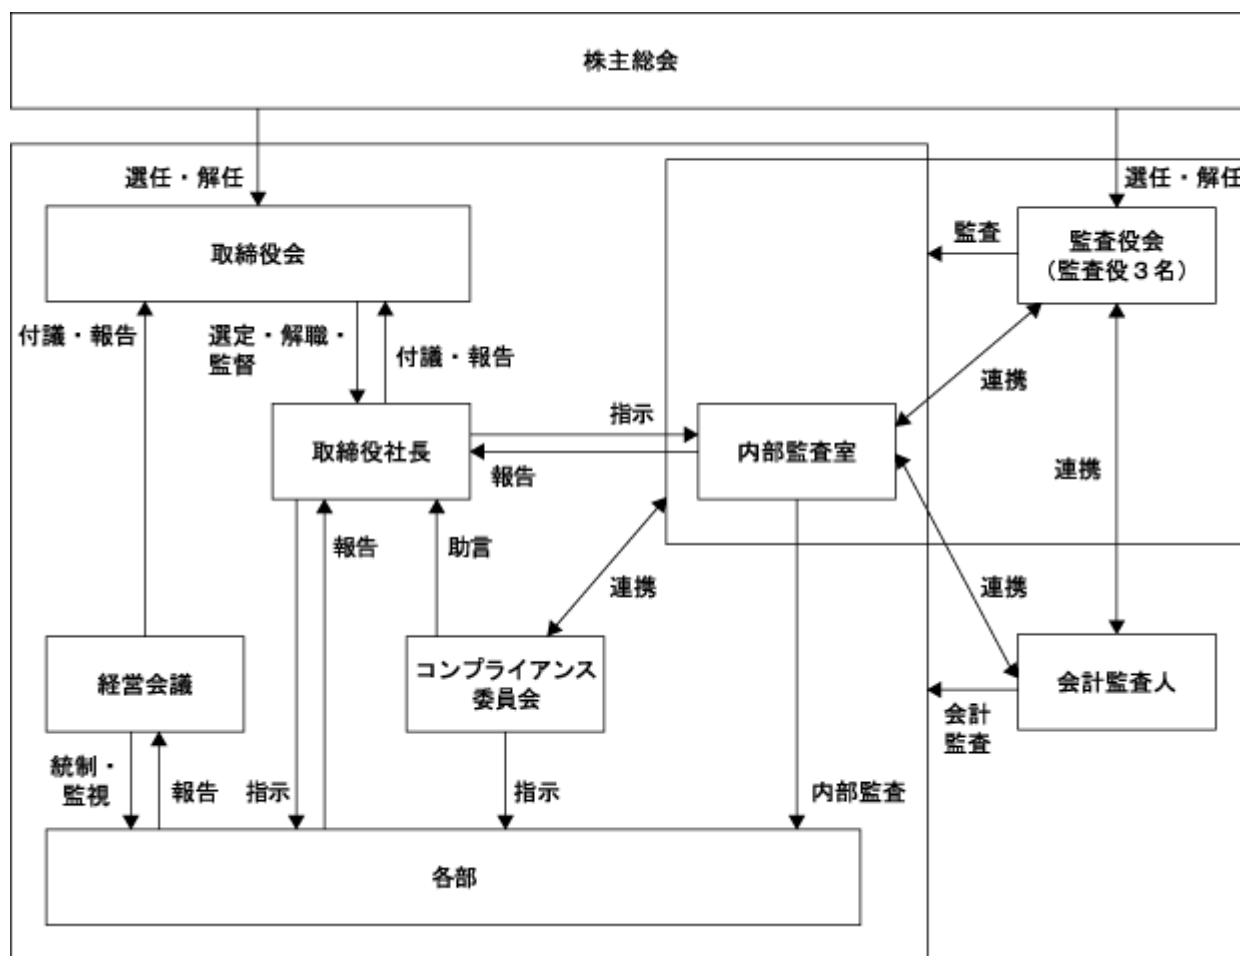 株主総会
選任・解任
選任・解任
取締役会
監査
監査役会
（監査役３名）
付議・報告
選定・解職・
監督
付議・報告
連携
指示
取締役社長
内部監査室
報告
連携
報告
助言
連携
連携
経営会議
コンプライアンス
委員会
会計監査人
会計
監査
統制・
監視
報告
指示
指示
内部監査
各部